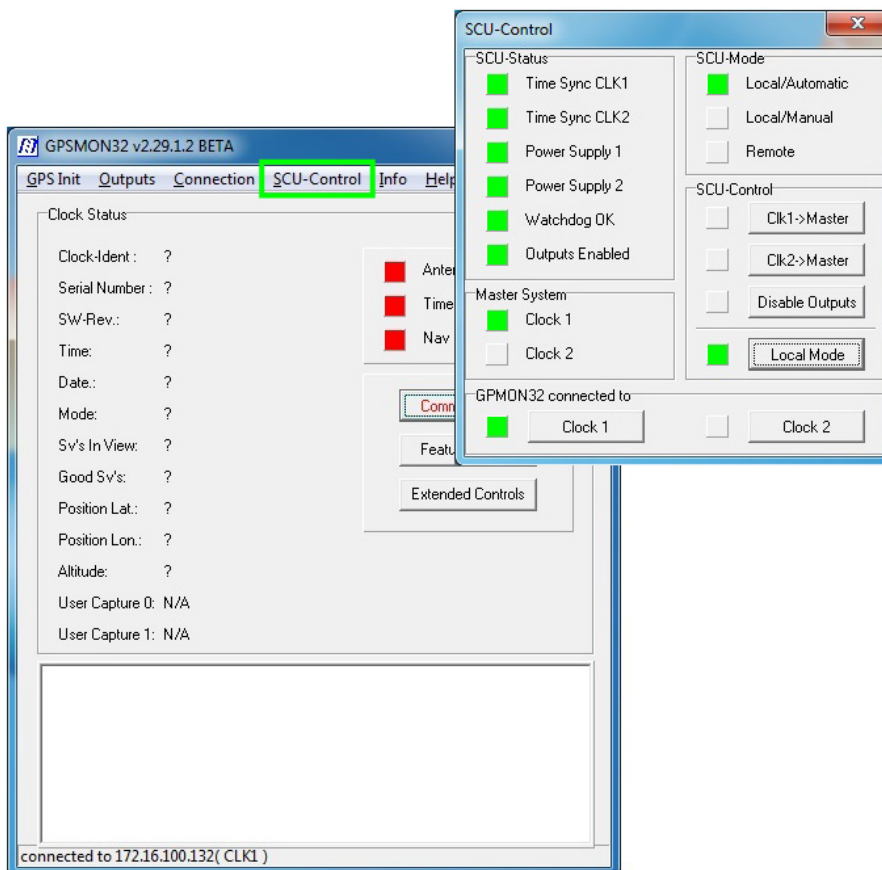 SCU-Control
SCU-Status
Time Sync CLK1
Time Sync CLK2
Power Supply 1
Power Supply 2
Watchdog OK
Outputs Enabled
Master System
Clock 1
Clock 2
SCU-Mode
Local/Automatic
Local/Manual
Remote
SCU-Control
Clk1->Master
Clk2->Master
Disable Outputs
Local Mode
GPMON32 connected to
Clock 1
Clock 2
GPSMON32 v2.29.1.2 BETA
GPS Init Outputs Connection SCU-Control Info Help
Clock Status
Clock-Ident : ?
Serial Number : ?
SW-Rev.: ?
Time: ?
Date.: ?
Mode: ?
Sv's In View: ?
Good Sv's: ?
Position Lat.: ?
Position Lon.: ?
Altitude: ?
User Capture 0: N/A
User Capture 1: N/A
Time
Nav
Extended Controls
connected to 172.16.100.132( CLK1 )